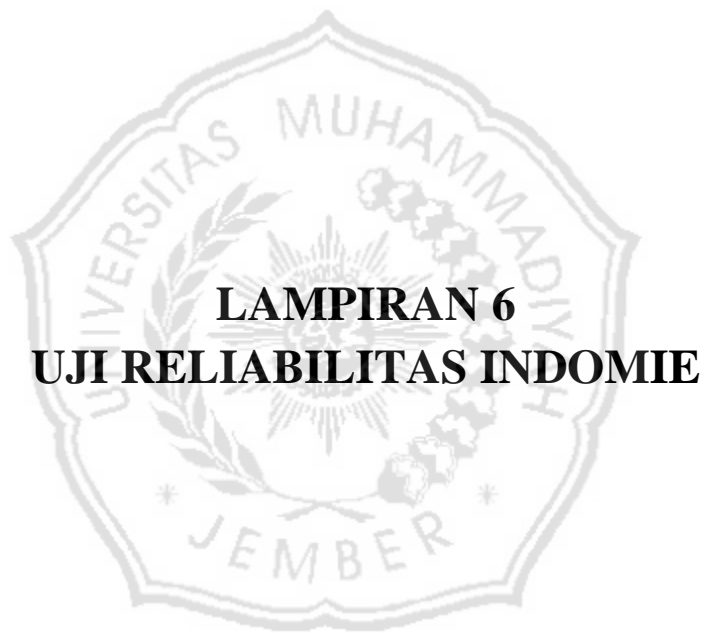 UNIVERSITAS MUHAMMADIYAH
LAMPIRAN 6
UJI RELIABILITAS INDOMIE
* JEMBER *